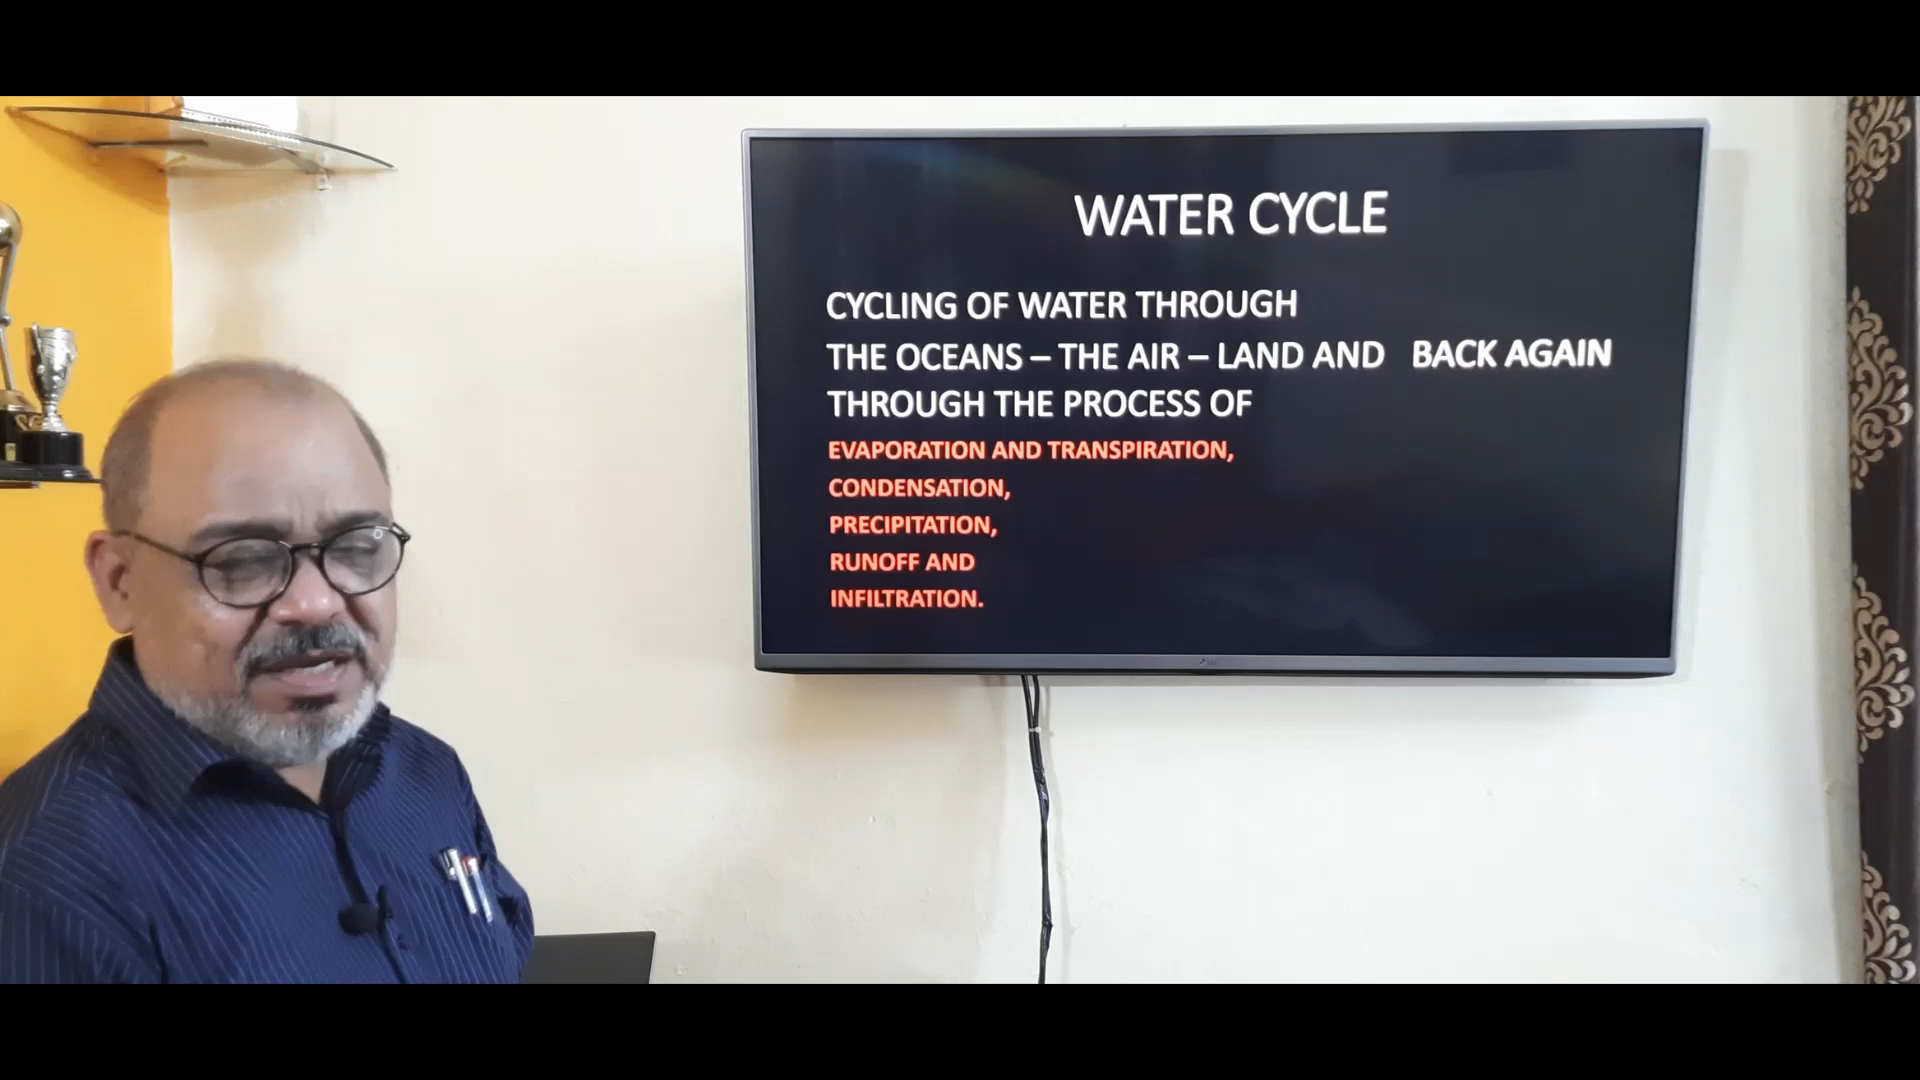 WATER CYCLE
CYCLING OF WATER THROUGH
THE OCEANS – THE AIR – LAND AND BACK AGAIN
THROUGH THE PROCESS OF
EVAPORATION AND TRANSPIRATION,
CONDENSATION,
PRECIPITATION,
RUNOFF AND
INFILTRATION.